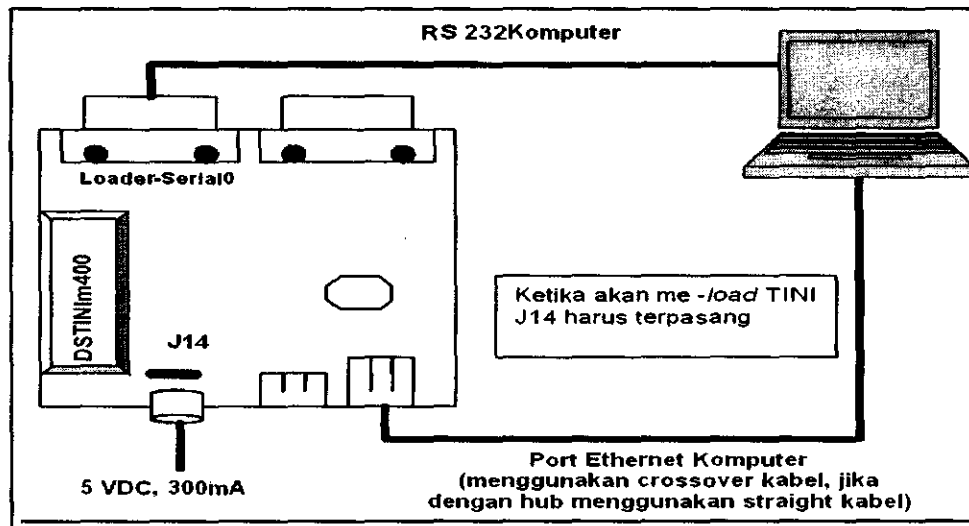 RS 232Komputer
Loader-Serial0
DSTINIm400
J14
Ketika akan me -load TINI
J14 harus terpasang
5 VDC, 300mA
Port Ethernet Komputer
(menggunakan crossover kabel, jika
dengan hub menggunakan straight kabel)